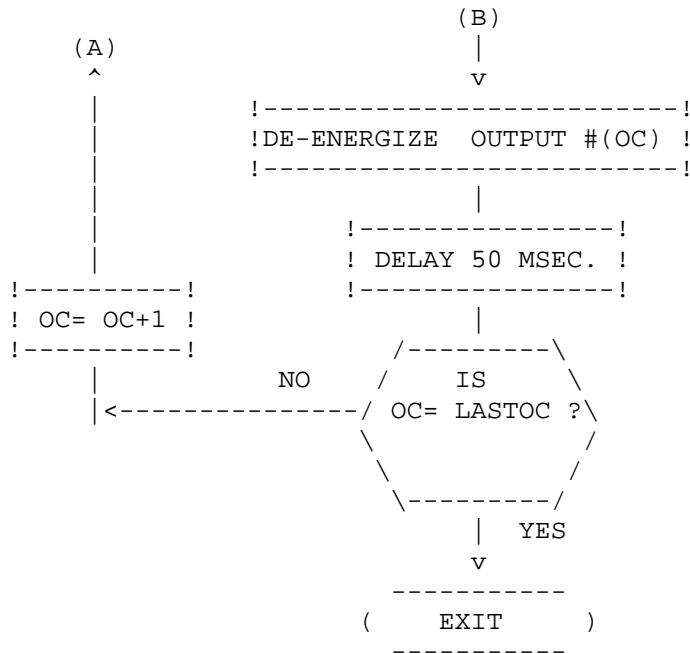 (B)
(A)
DE-ENERGIZE OUTPUT #(OC)
DELAY 50 MSEC.
OC= OC+1
NO IS
OC= LASTOC ?
YES
( EXIT )